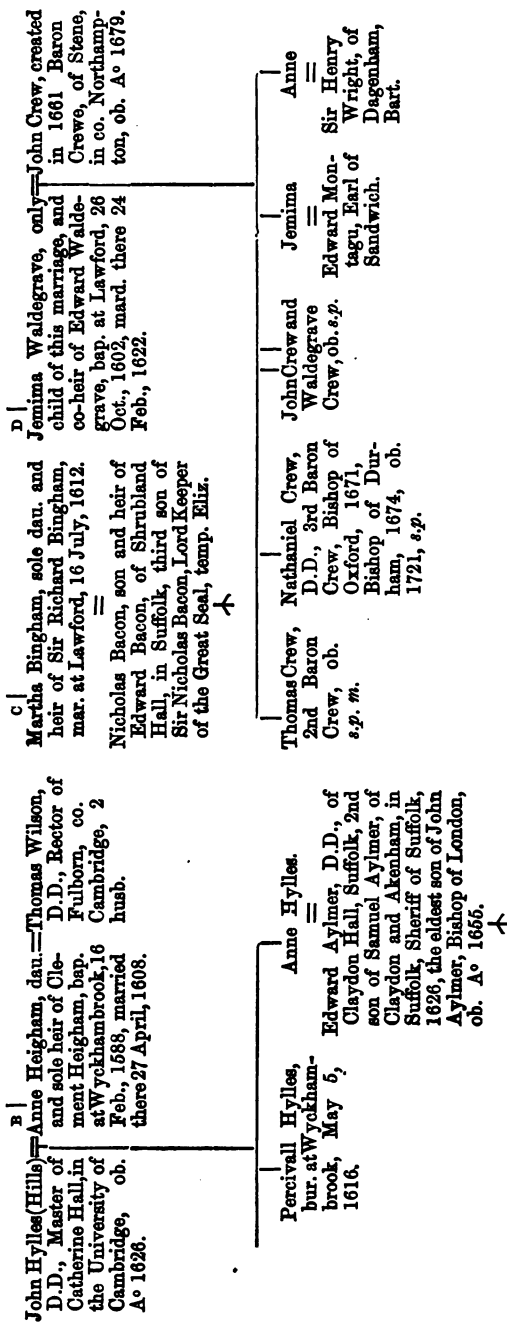 B
John Hylles(Hills)=Anne Heigham, dau.=Thomas Wilson,
D.D., Master of
Catherine Hall, in
the University of
Cambridge, ob.
Aº 1626.
and sole heir of Cle-
ment Heigham, bap.
at Wyckhambrook, 16
Feb., 1588, married
there 27 April, 1608.
D.D., Rector of
Fulborn, co.
Cambridge, 2
husb.
Percivall Hylles,
bur. at Wyckham-
brook, May 5,
1616.
Anne Hylles.
=
Edward Aylmer, D.D., of
Claydon Hall, Suffolk, 2nd
son of Samuel Aylmer, of
Claydon and Akenham, in
Suffolk, Sheriff of Suffolk,
1626, the eldest son of John
Aylmer, Bishop of London,
ob. Aº 1655.
C
Martha Bingham, sole dau. and
heir of Sir Richard Bingham,
mar. at Lawford, 16 July, 1612.
=
Nicholas Bacon, son and heir of
Edward Bacon, of Shrubland
Hall, in Suffolk, third son of
Sir Nicholas Bacon, Lord Keeper
of the Great Seal, temp. Eliz.
D
Jemima Waldegrave, only=John Crew, created
child of this marriage, and
co-heir of Edward Walde-
grave, bap. at Lawford, 26
Oct., 1602, mard. there 24
Feb., 1622.
in 1661 Baron
Crewe, of Stene,
in co. Northamp-
ton, ob. Aº 1679.
Thomas Crew,
2nd Baron
Crew, ob.
s.p. m.
Nathaniel Crew,
D.D., 3rd Baron
Crew, Bishop of
Oxford, 1671,
Bishop of Dur-
ham, 1674, ob.
1721, s.p.
John Crew and
Waldegrave
Crew, ob. s.p.
Jemima
=
Edward Mon-
tagu, Earl of
Sandwich.
Anne
=
Sir Henry
Wright, of
Dagenham,
Bart.